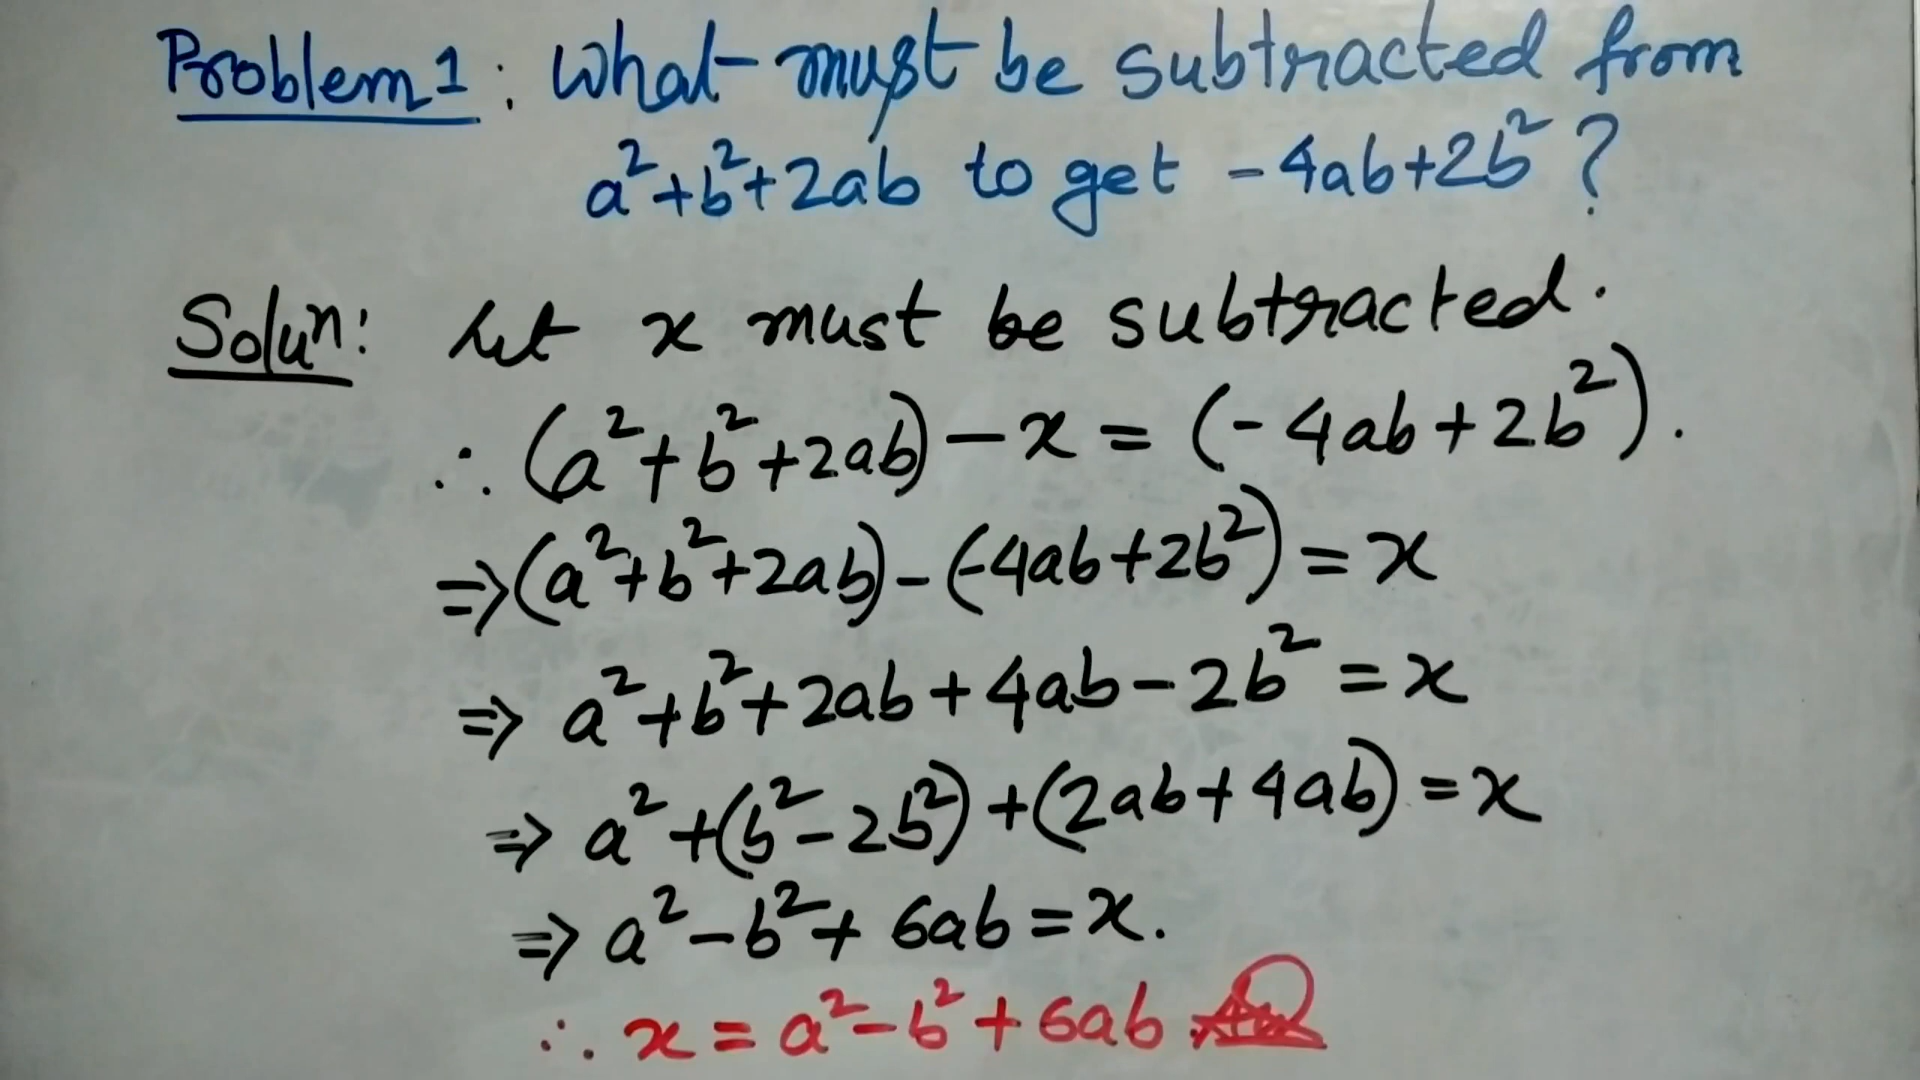 Problem 1: What must be subtracted from
a²+b²+2ab to get -4ab+2b²?
Soluⁿ: Let x must be subtracted.
∴ (a²+b²+2ab)-x = (-4ab+2b²).
⇒(a²+b²+2ab)-(-4ab+2b²)=x
⇒ a²+b²+2ab+4ab-2b²=x
⇒ a²+(b²-2b²)+(2ab+4ab)=x
⇒ a²-b²+6ab=x.
∴ x=a²-b²+6ab